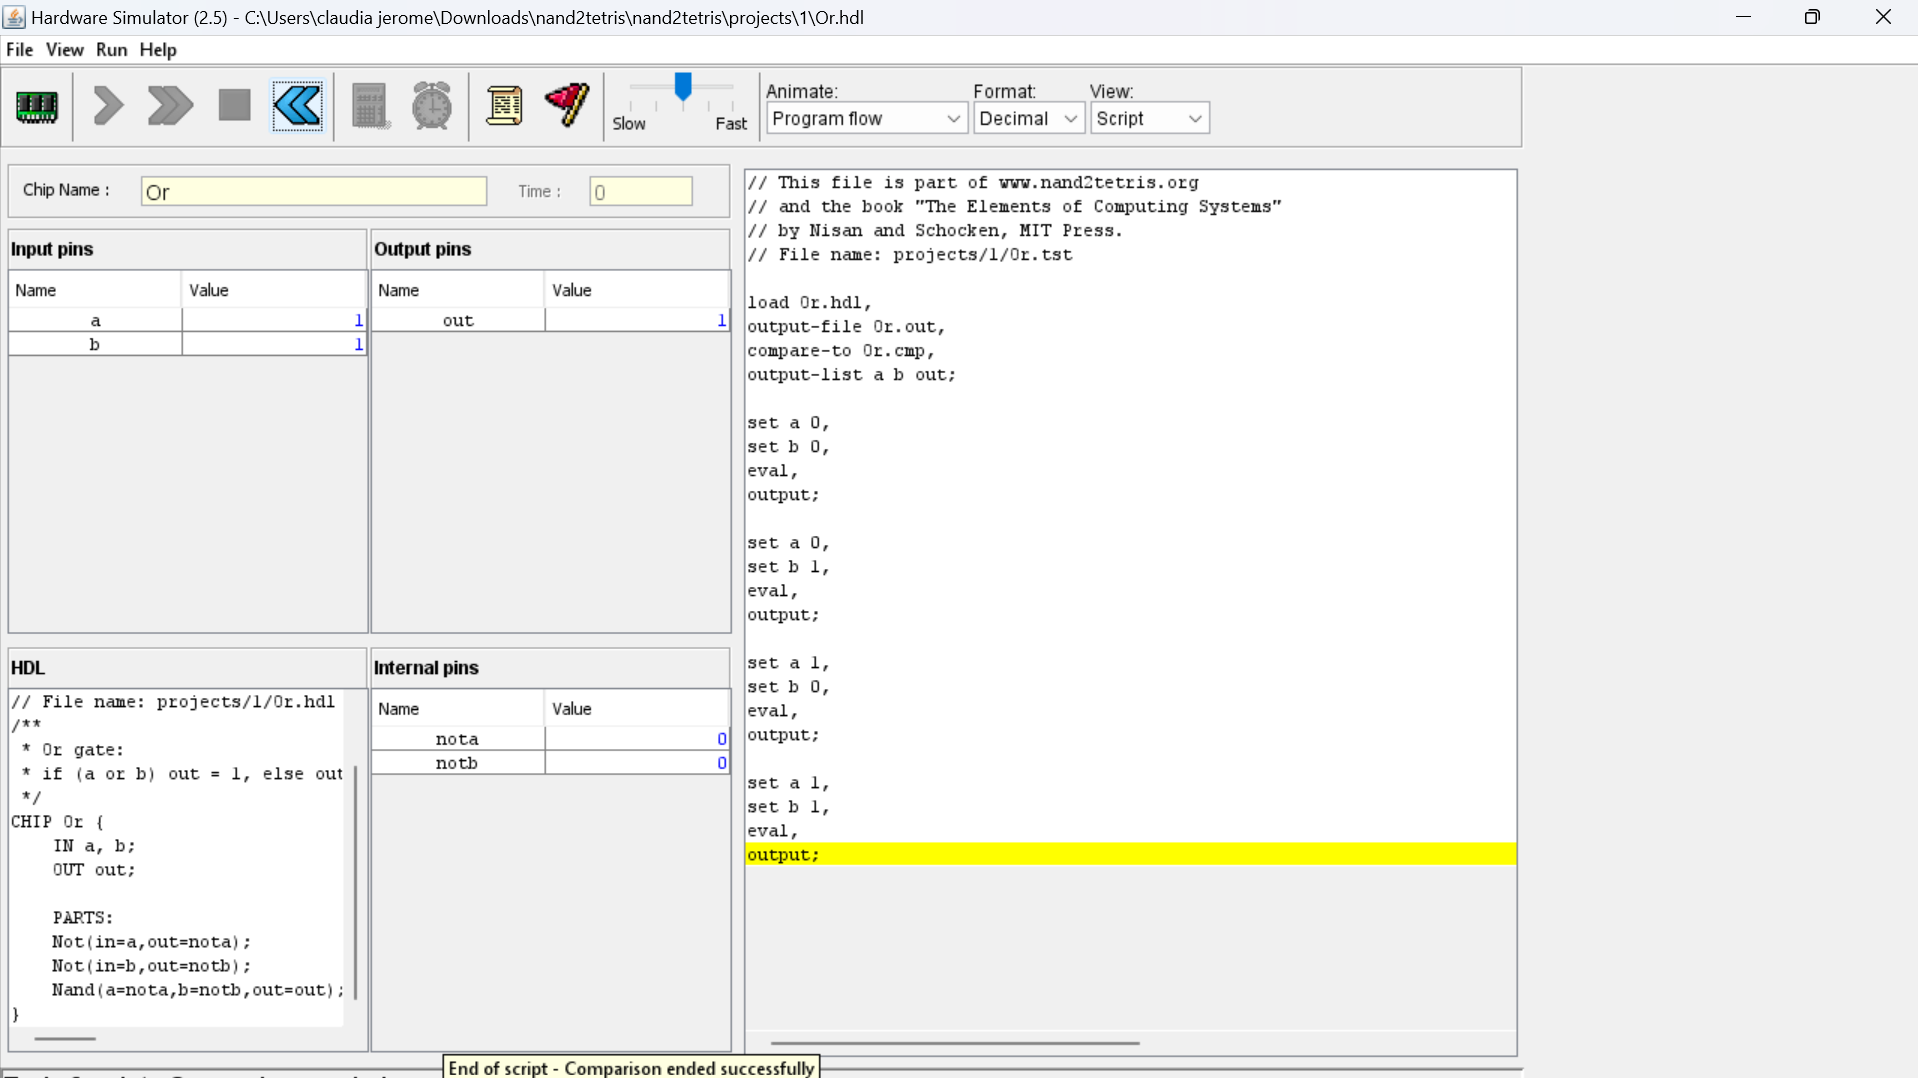 Hardware Simulator (2.5) - C:\Users\claudia jerome\Downloads\nand2tetris\nand2tetris\projects\1\Or.hdl
File View Run Help
Slow Fast
Animate: Format: View:
Program flow Decimal Script
Chip Name : Or Time : 0
Input pins
Name Value
a 1
b 1
Output pins
Name Value
out 1
HDL
// File name: projects/1/Or.hdl
/**
* Or gate:
* if (a or b) out = 1, else out
*/
CHIP Or {
IN a, b;
OUT out;
PARTS:
Not(in=a,out=nota);
Not(in=b,out=notb);
Nand(a=nota,b=notb,out=out);
}
Internal pins
Name Value
nota 0
notb 0
// This file is part of www.nand2tetris.org
// and the book "The Elements of Computing Systems"
// by Nisan and Schocken, MIT Press.
// File name: projects/1/Or.tst
load Or.hdl,
output-file Or.out,
compare-to Or.cmp,
output-list a b out;
set a 0,
set b 0,
eval,
output;
set a 0,
set b 1,
eval,
output;
set a 1,
set b 0,
eval,
output;
set a 1,
set b 1,
eval,
output;
End of script - Comparison ended successfully